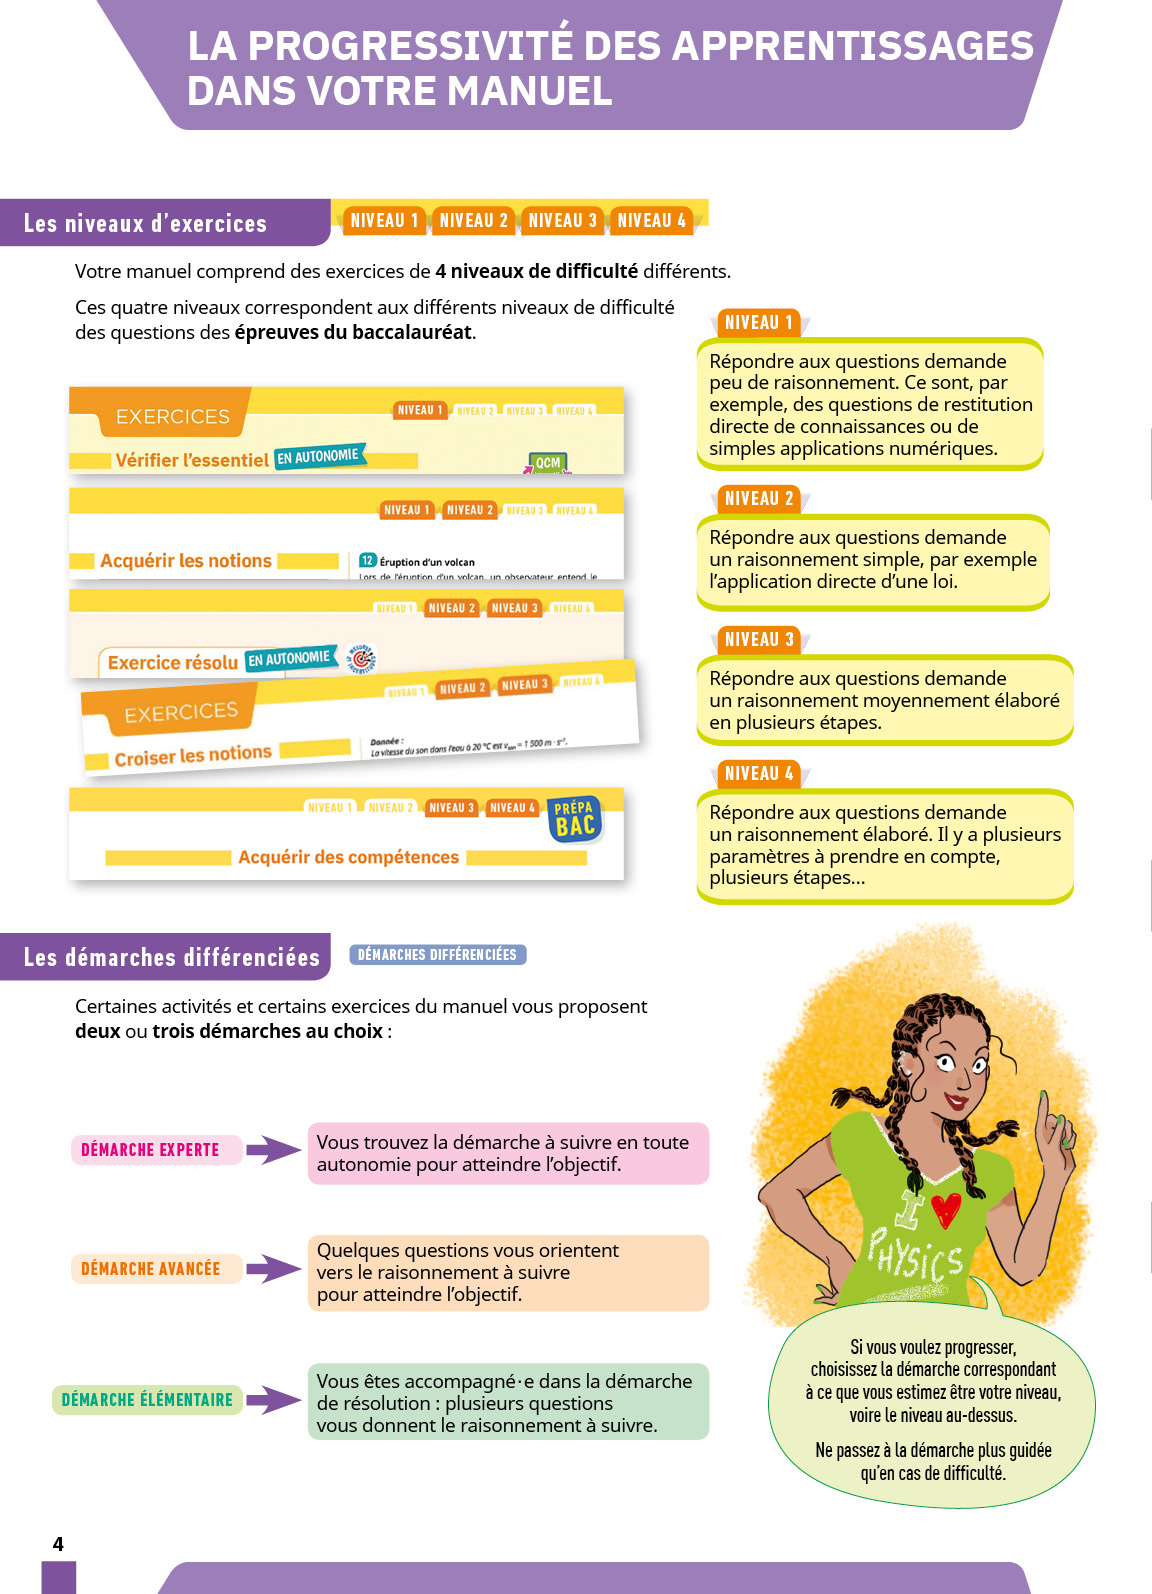 LA PROGRESSIVITÉ DES APPRENTISSAGES
DANS VOTRE MANUEL
Les niveaux d’exercices
NIVEAU 1 NIVEAU 2 NIVEAU 3 NIVEAU 4
Votre manuel comprend des exercices de 4 niveaux de difficulté différents.
Ces quatre niveaux correspondent aux différents niveaux de difficulté
des questions des épreuves du baccalauréat.
EXERCICES
NIVEAU 1 NIVEAU 2 NIVEAU 3 NIVEAU 4
Vérifier l’essentiel EN AUTONOMIE
QCM
NIVEAU 1 NIVEAU 2 NIVEAU 3 NIVEAU 4
Acquérir les notions
12 Éruption d’un volcan
Lors de l’éruption d’un volcan, un observateur entend le
NIVEAU 1 NIVEAU 2 NIVEAU 3 NIVEAU 4
Exercice résolu EN AUTONOMIE
MESURES ET INCERTITUDES
NIVEAU 1 NIVEAU 2 NIVEAU 3 NIVEAU 4
EXERCICES
Croiser les notions
Donnée :
La vitesse du son dans l’eau à 20 °C est v son = 1 500 m · s⁻¹.
NIVEAU 1 NIVEAU 2 NIVEAU 3 NIVEAU 4
PRÉPA
BAC
Acquérir des compétences
NIVEAU 1
Répondre aux questions demande
peu de raisonnement. Ce sont, par
exemple, des questions de restitution
directe de connaissances ou de
simples applications numériques.
NIVEAU 2
Répondre aux questions demande
un raisonnement simple, par exemple
l’application directe d’une loi.
NIVEAU 3
Répondre aux questions demande
un raisonnement moyennement élaboré
en plusieurs étapes.
NIVEAU 4
Répondre aux questions demande
un raisonnement élaboré. Il y a plusieurs
paramètres à prendre en compte,
plusieurs étapes…
Les démarches différenciées
DÉMARCHES DIFFÉRENCIÉES
Certaines activités et certains exercices du manuel vous proposent
deux ou trois démarches au choix :
DÉMARCHE EXPERTE
Vous trouvez la démarche à suivre en toute
autonomie pour atteindre l’objectif.
DÉMARCHE AVANCÉE
Quelques questions vous orientent
vers le raisonnement à suivre
pour atteindre l’objectif.
DÉMARCHE ÉLÉMENTAIRE
Vous êtes accompagné·e dans la démarche
de résolution : plusieurs questions
vous donnent le raisonnement à suivre.
I
PHYSICS
Si vous voulez progresser,
choisissez la démarche correspondant
à ce que vous estimez être votre niveau,
voire le niveau au-dessus.
Ne passez à la démarche plus guidée
qu’en cas de difficulté.
4